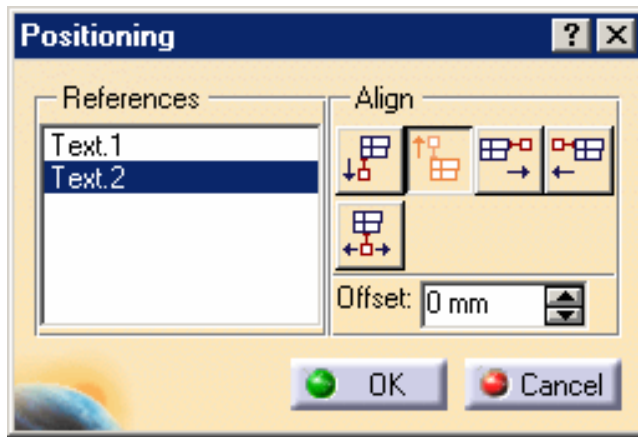 Positioning
References
Align
Text.1
Text.2
Offset: 0 mm
OK
Cancel